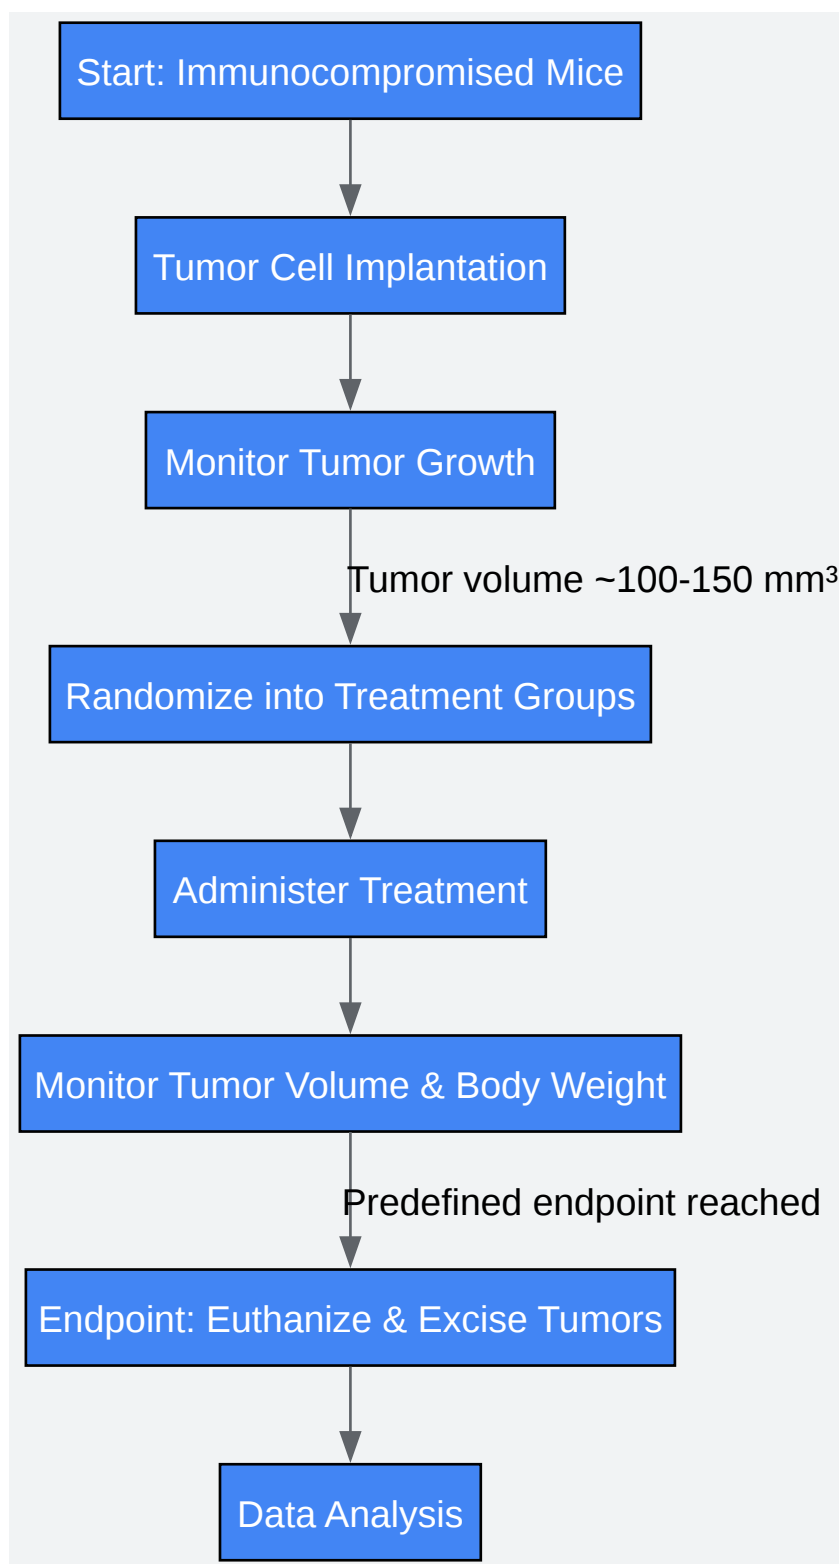 Start: Immunocompromised Mice
Tumor Cell Implantation
Monitor Tumor Growth
Tumor volume ~100-150 mm³
Randomize into Treatment Groups
Administer Treatment
Monitor Tumor Volume & Body Weight
Predefined endpoint reached
Endpoint: Euthanize & Excise Tumors
Data Analysis